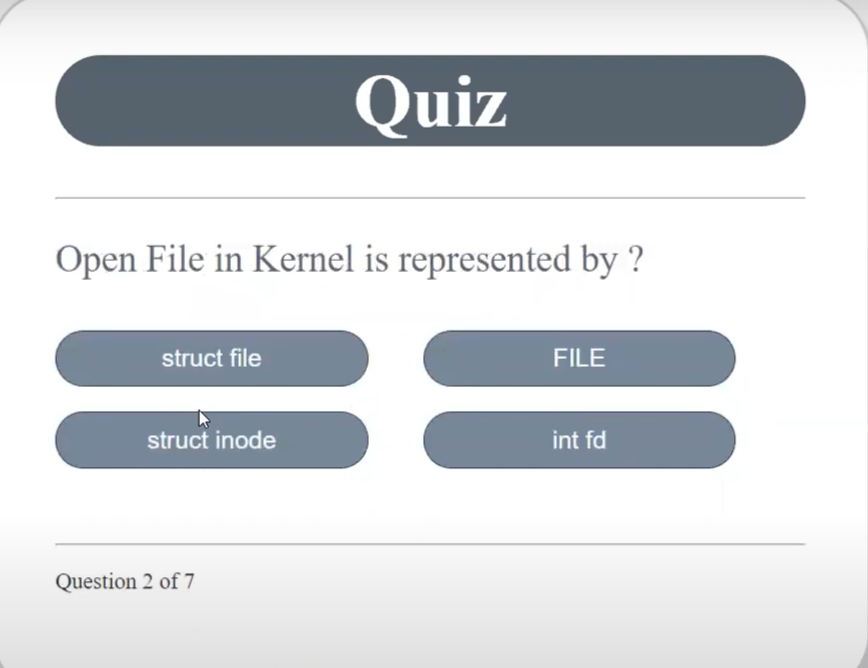 Quiz
Open File in Kernel is represented by ?
struct file
FILE
struct inode
int fd
Question 2 of 7